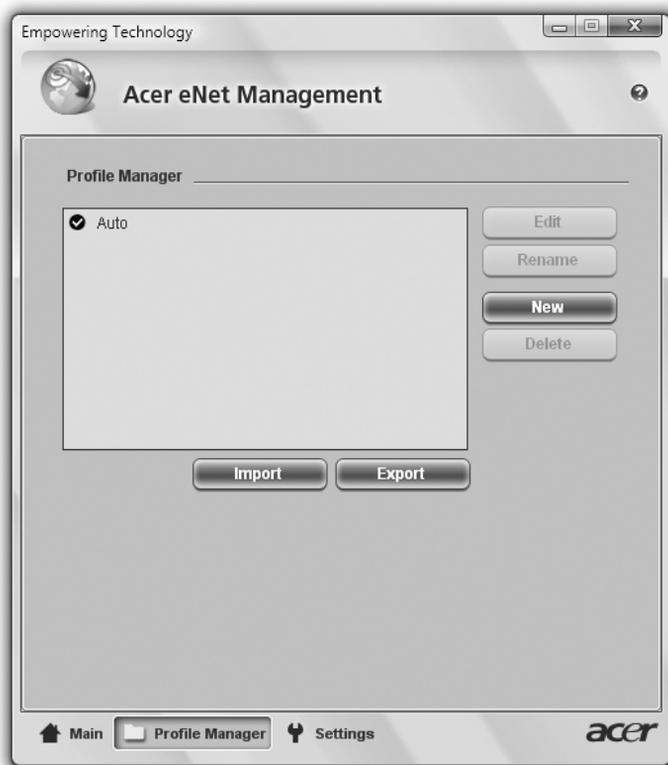 Empowering Technology
Acer eNet Management
Profile Manager
Auto
Edit
Rename
New
Delete
Import Export
Main Profile Manager Settings acer